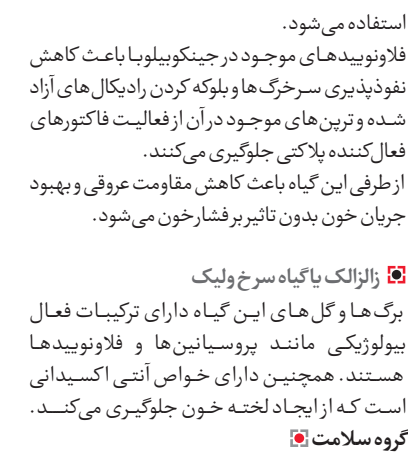 استفاده می‌شود.
فلاونوییدهای موجود در جینکوبیلوبا باعث کاهش
نفوذپذیری سرخرگ‌ها و بلوکه کردن رادیکال‌های آزاد
شده و ترپن‌های موجود در آن از فعالیت فاکتورهای
فعال‌کننده پلاکتی جلوگیری می‌کنند.
از طرفی این گیاه باعث کاهش مقاومت عروقی و بهبود
جریان خون بدون تاثیر بر فشارخون می‌شود.
زالزالک یا گیاه سرخ ولیک
برگ‌ها و گل‌های این گیاه دارای ترکیبات فعال
بیولوژیکی مانند پروسیانین‌ها و فلاونوییدها
هستند. همچنین دارای خواص آنتی اکسیدانی
است که از ایجاد لخته خون جلوگیری می‌کنـــد.
گروه سلامت